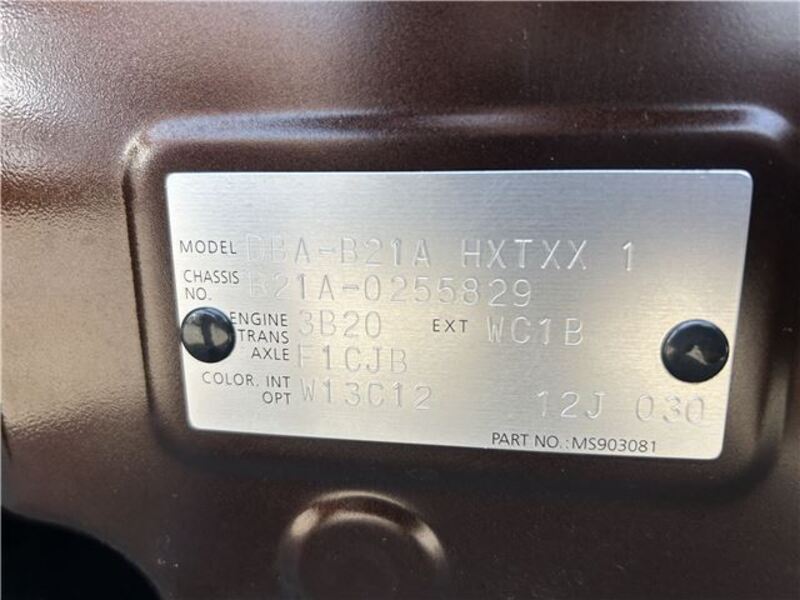 MODEL DBA-B21A HXTXX 1
CHASSIS NO. B21A-0255829
ENGINE 3B20 EXT WC1B
TRANS AXLE F1CJB
COLOR. INT OPT W13C12 12J 030
PART NO.:MS903081